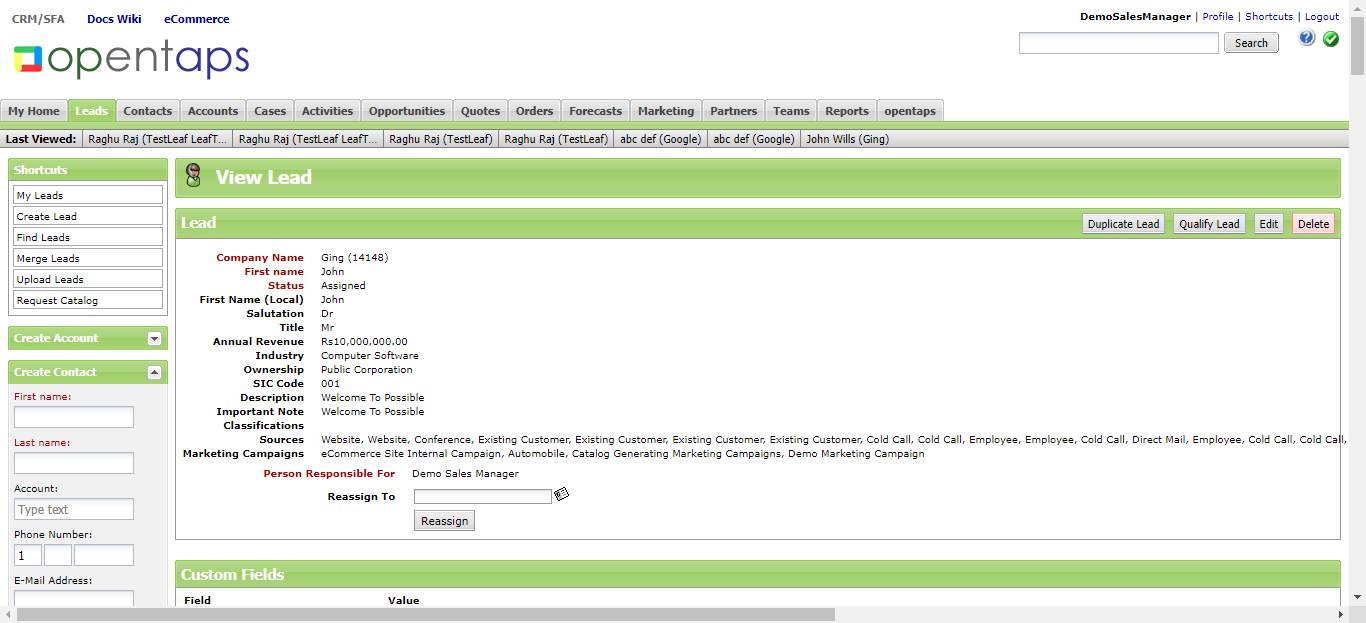 CRM/SFA Docs Wiki eCommerce
DemoSalesManager | Profile | Shortcuts | Logout
opentaps
Search
?
My Home Leads Contacts Accounts Cases Activities Opportunities Quotes Orders Forecasts Marketing Partners Teams Reports opentaps
Last Viewed: Raghu Raj (TestLeaf LeafT... Raghu Raj (TestLeaf LeafT... Raghu Raj (TestLeaf) Raghu Raj (TestLeaf) abc def (Google) abc def (Google) John Wills (Ging)
Shortcuts
My Leads
Create Lead
Find Leads
Merge Leads
Upload Leads
Request Catalog
Create Account
Create Contact
First name:
Last name:
Account:
Type text
Phone Number:
1
E-Mail Address:
View Lead
Lead Duplicate Lead Qualify Lead Edit Delete
Company Name Ging (14148)
First name John
Status Assigned
First Name (Local) John
Salutation Dr
Title Mr
Annual Revenue Rs10,000,000.00
Industry Computer Software
Ownership Public Corporation
SIC Code 001
Description Welcome To Possible
Important Note Welcome To Possible
Classifications
Sources Website, Website, Conference, Existing Customer, Existing Customer, Existing Customer, Existing Customer, Cold Call, Cold Call, Employee, Employee, Cold Call, Direct Mail, Employee, Cold Call, Cold Call,
Marketing Campaigns eCommerce Site Internal Campaign, Automobile, Catalog Generating Marketing Campaigns, Demo Marketing Campaign
Person Responsible For Demo Sales Manager
Reassign To
Reassign
Custom Fields
Field Value